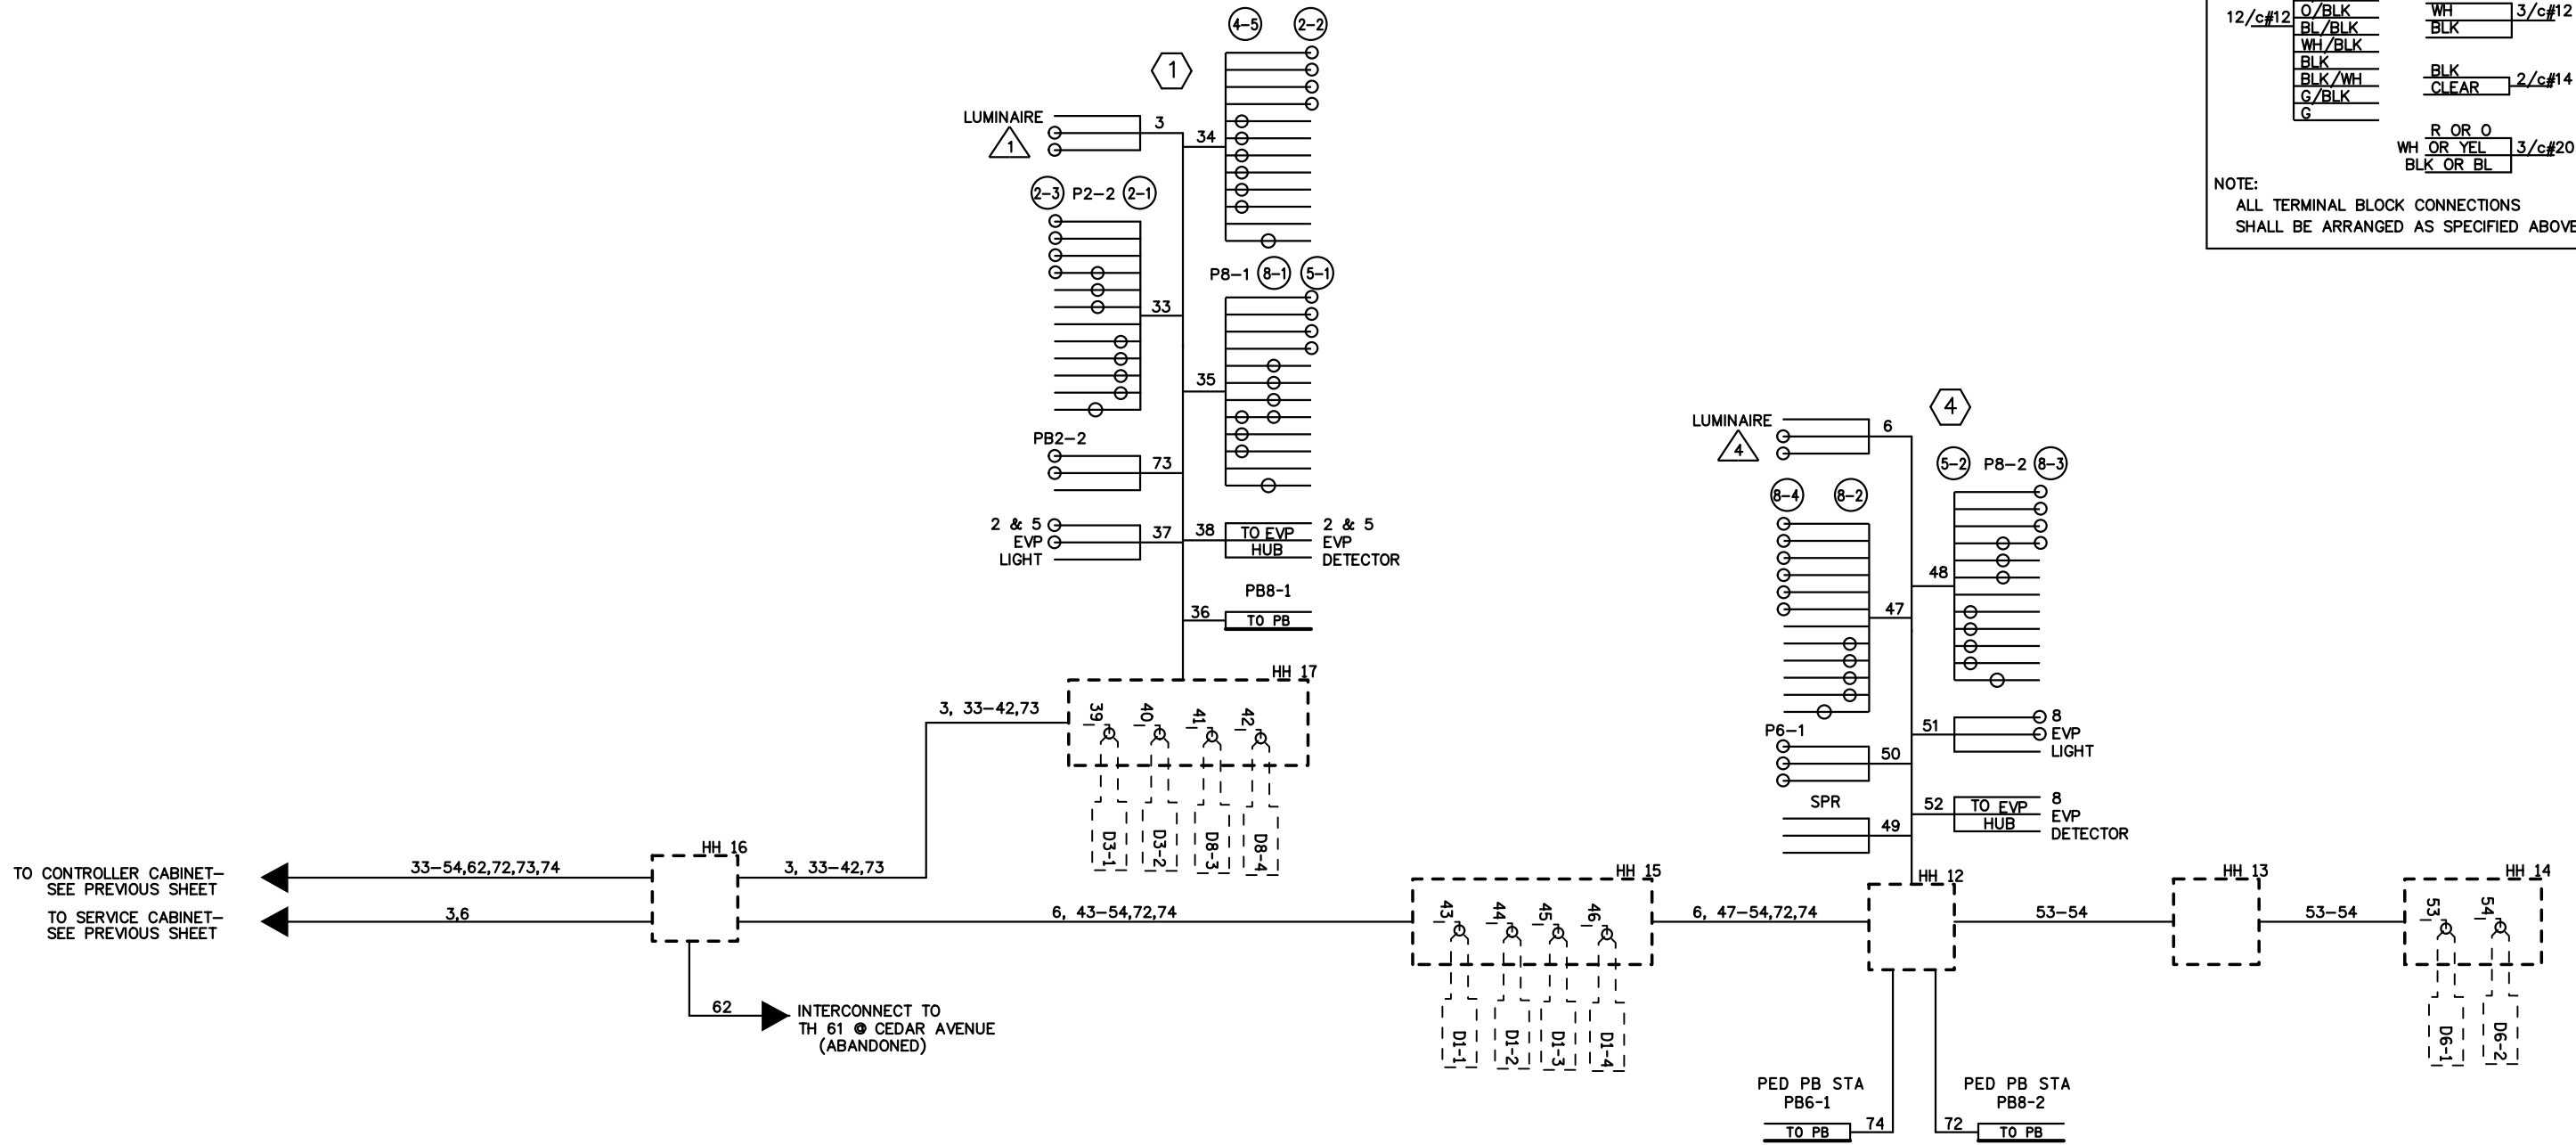 4-5 2-2
1
LUMINAIRE
1
3
34
2-3 P2-2 2-1
P8-1 8-1 5-1
33
35
PB2-2
73
2 & 5
EVP
LIGHT
37
38
TO EVP
HUB
2 & 5
EVP
DETECTOR
PB8-1
36
TO PB
HH 17
3, 33-42,73
39 40 41 42
D3-1 D3-2 D8-3 D8-4
12/c#12
O/BLK
BL/BLK
WH/BLK
BLK
BLK/WH
G/BLK
G
WH
BLK
3/c#12
BLK
CLEAR
2/c#14
R OR O
WH OR YEL
BLK OR BL
3/c#20
NOTE:
ALL TERMINAL BLOCK CONNECTIONS
SHALL BE ARRANGED AS SPECIFIED ABOVE
4
LUMINAIRE
4
6
5-2 P8-2 8-3
8-4 8-2
48
47
P6-1
50
51
8
EVP
LIGHT
SPR
49
52
TO EVP
HUB
8
EVP
DETECTOR
TO CONTROLLER CABINET-
SEE PREVIOUS SHEET
33-54,62,72,73,74
HH 16
3, 33-42,73
TO SERVICE CABINET-
SEE PREVIOUS SHEET
3,6
6, 43-54,72,74
HH 15
43 44 45 46
D1-1 D1-2 D1-3 D1-4
6, 47-54,72,74
HH 12
53-54
HH 13
53-54
HH 14
53 54
D6-1 D6-2
62
INTERCONNECT TO
TH 61 @ CEDAR AVENUE
(ABANDONED)
PED PB STA
PB6-1
TO PB
74
72
PED PB STA
PB8-2
TO PB